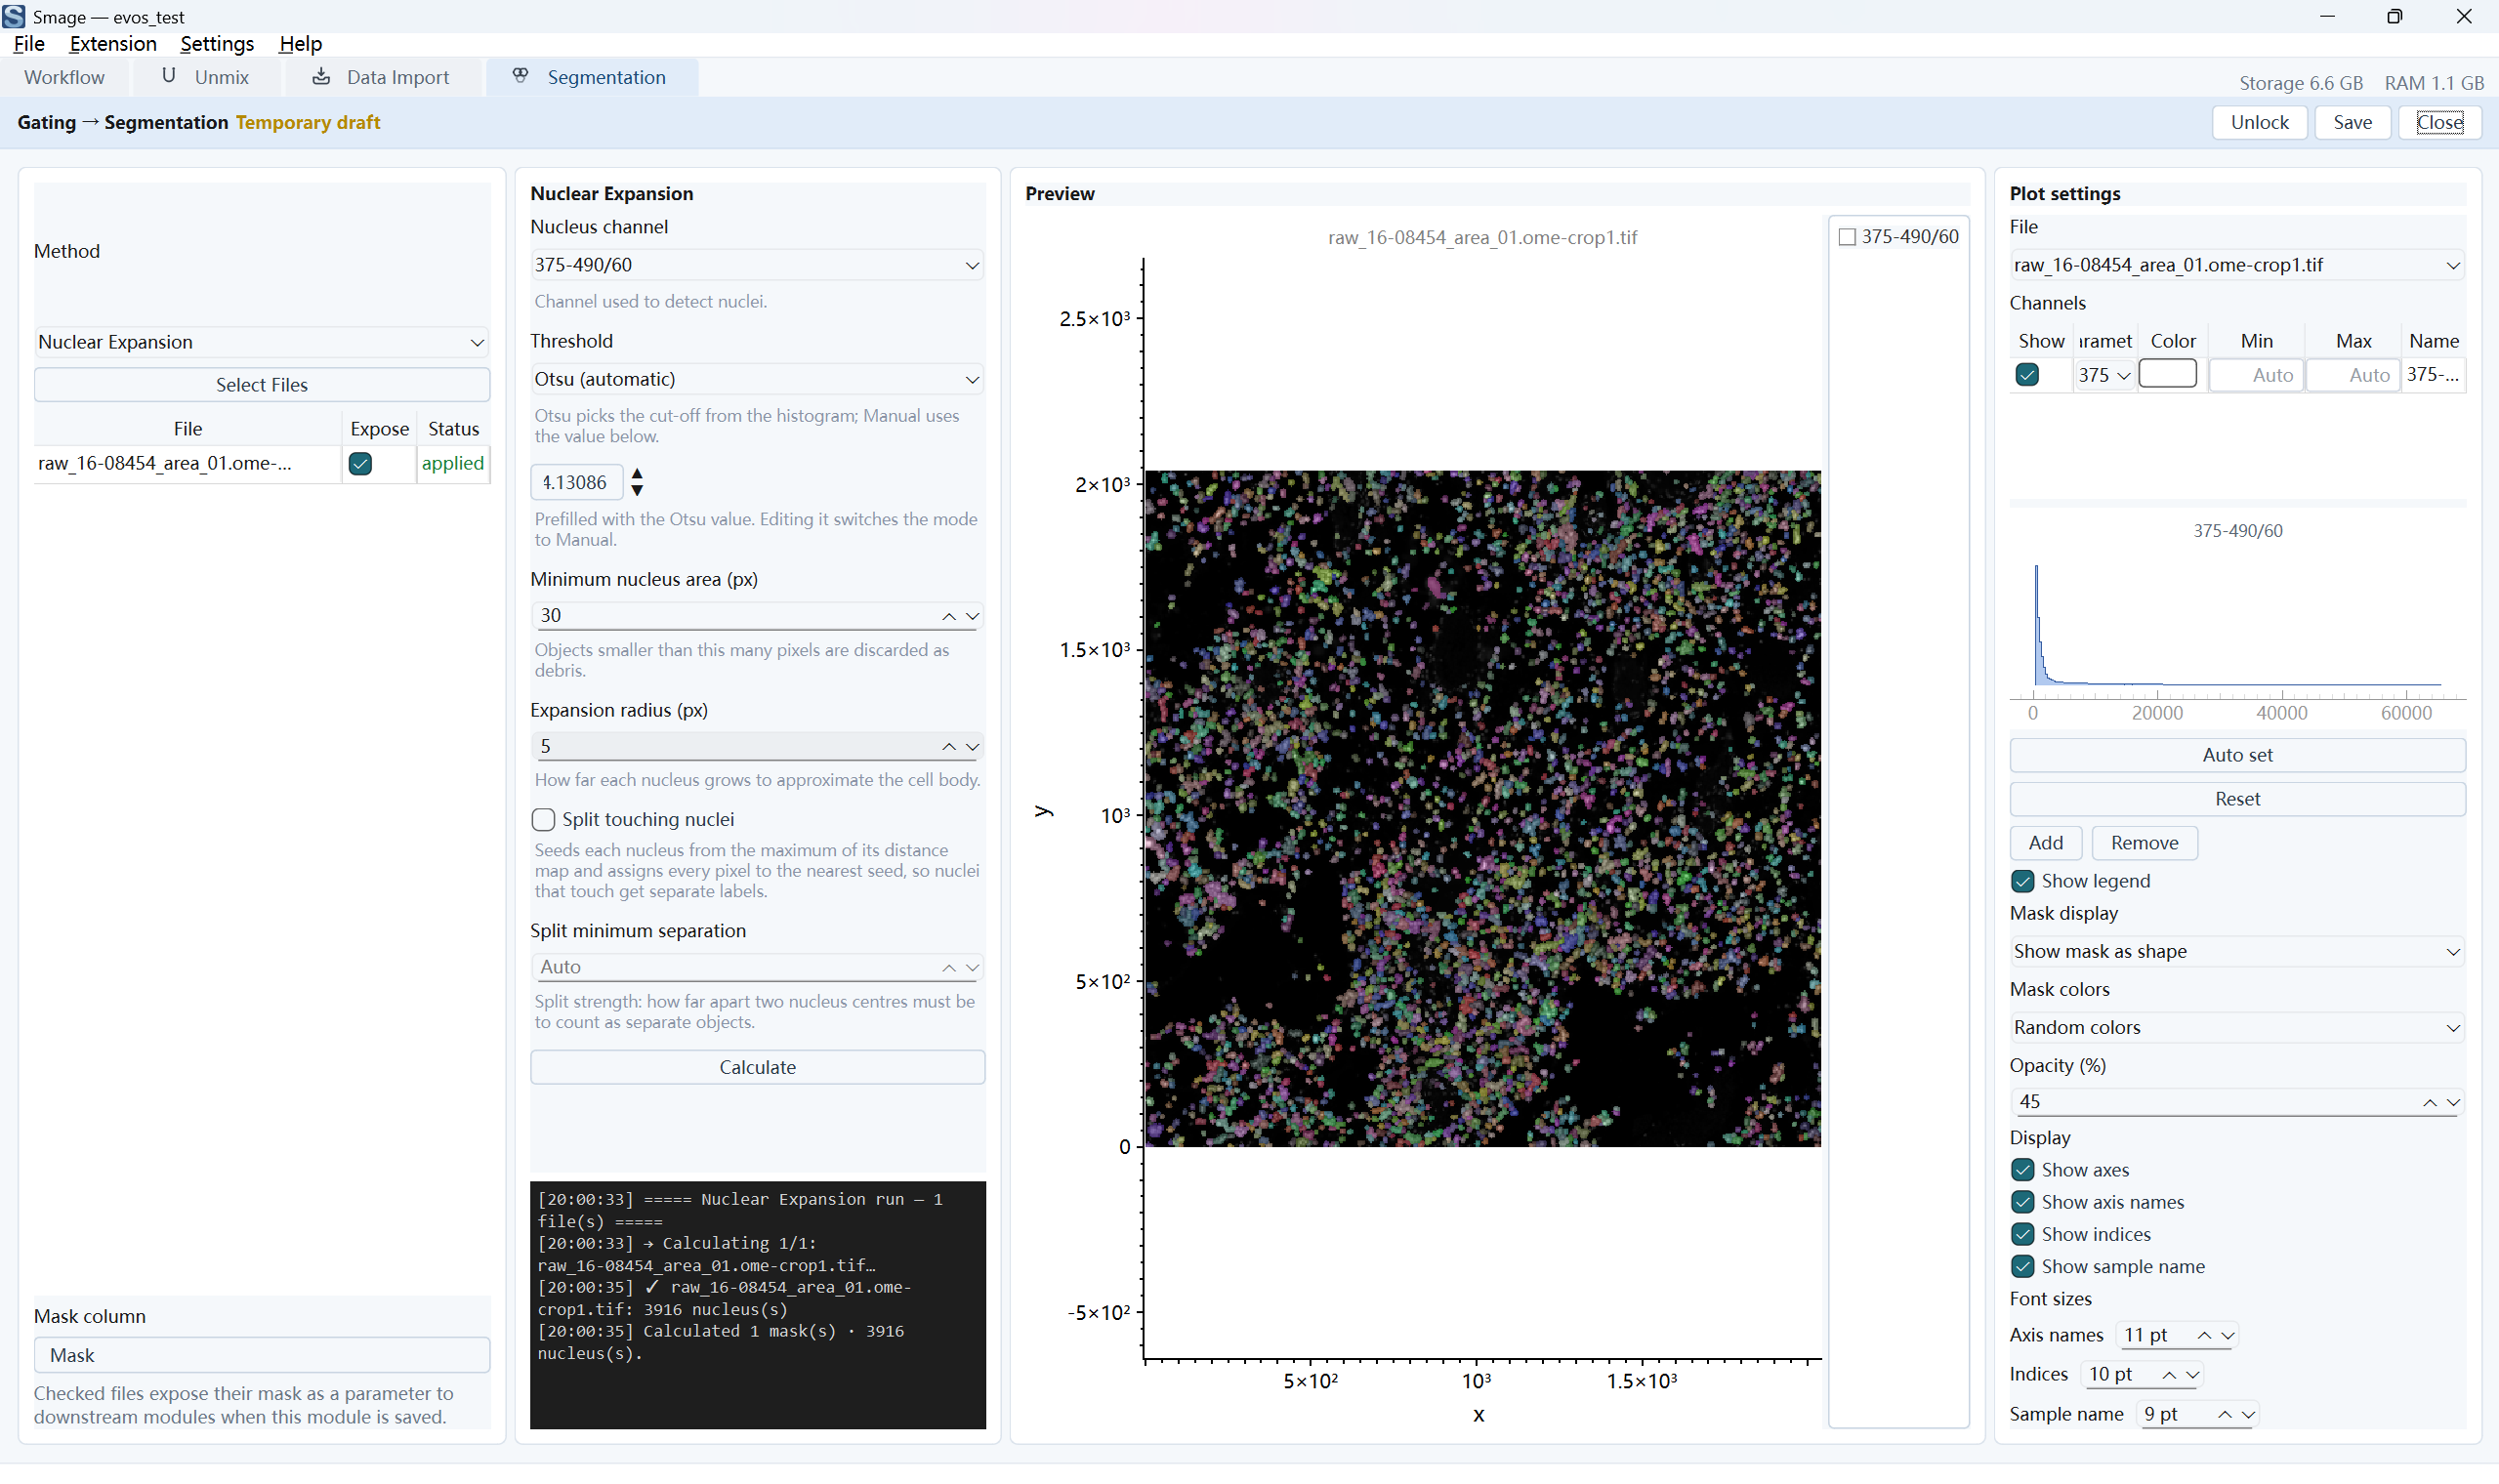 Smage — evos_test
File Extension Settings Help
Workflow
Unmix
Data Import
Segmentation
Storage 6.6 GB RAM 1.1 GB
Gating → Segmentation Temporary draft
Unlock
Save
Close
Method
Nuclear Expansion
Select Files
File Expose Status
raw_16-08454_area_01.ome-... applied
Mask column
Mask
Checked files expose their mask as a parameter to
downstream modules when this module is saved.
Nuclear Expansion
Nucleus channel
375-490/60
Channel used to detect nuclei.
Threshold
Otsu (automatic)
Otsu picks the cut-off from the histogram; Manual uses
the value below.
4.13086
Prefilled with the Otsu value. Editing it switches the mode
to Manual.
Minimum nucleus area (px)
30
Objects smaller than this many pixels are discarded as
debris.
Expansion radius (px)
5
How far each nucleus grows to approximate the cell body.
Split touching nuclei
Seeds each nucleus from the maximum of its distance
map and assigns every pixel to the nearest seed, so nuclei
that touch get separate labels.
Split minimum separation
Auto
Split strength: how far apart two nucleus centres must be
to count as separate objects.
Calculate
[20:00:33] ===== Nuclear Expansion run — 1
file(s) =====
[20:00:33] → Calculating 1/1:
raw_16-08454_area_01.ome-crop1.tif…
[20:00:35] ✓ raw_16-08454_area_01.ome-
crop1.tif: 3916 nucleus(s)
[20:00:35] Calculated 1 mask(s) · 3916
nucleus(s).
Preview
raw_16-08454_area_01.ome-crop1.tif
375-490/60
2.5×10³
2×10³
1.5×10³
10³
5×10²
0
-5×10²
y
5×10² 10³ 1.5×10³
x
Plot settings
File
raw_16-08454_area_01.ome-crop1.tif
Channels
Show aramet Color Min Max Name
375 Auto Auto 375-...
375-490/60
0 20000 40000 60000
Auto set
Reset
Add
Remove
Show legend
Mask display
Show mask as shape
Mask colors
Random colors
Opacity (%)
45
Display
Show axes
Show axis names
Show indices
Show sample name
Font sizes
Axis names 11 pt
Indices 10 pt
Sample name 9 pt